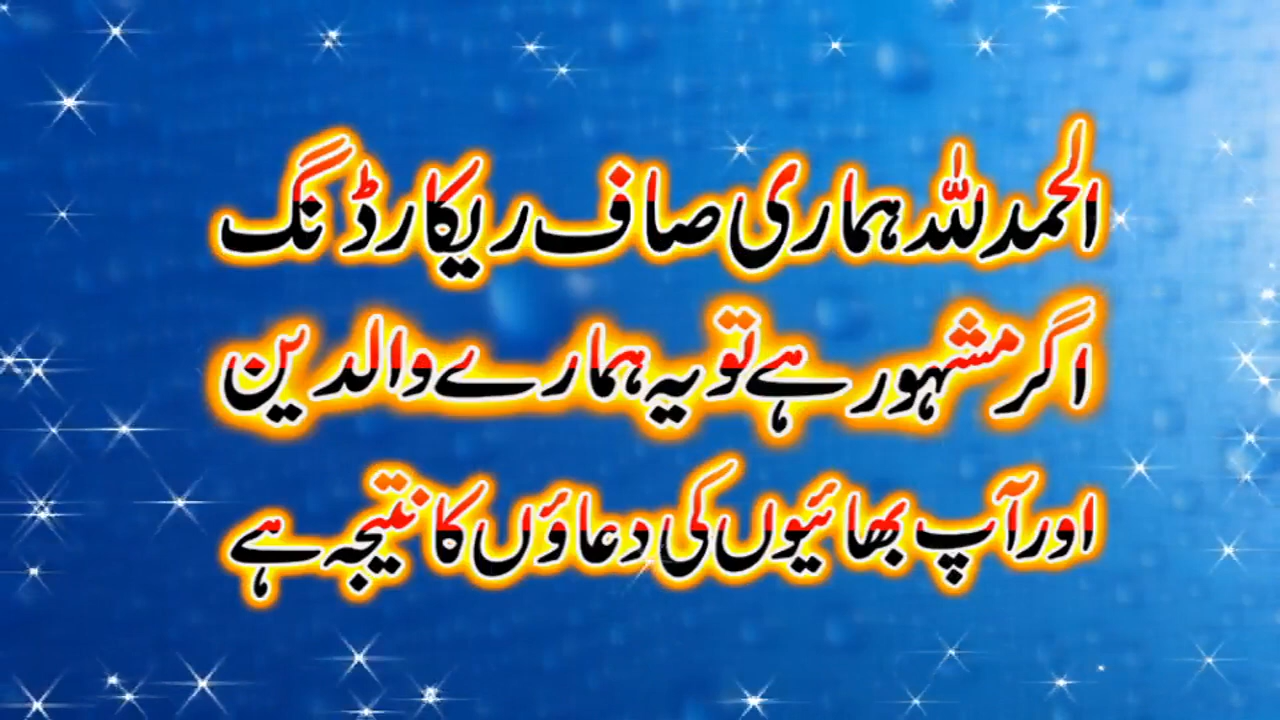 الحمدللہ ہماری صاف ریکارڈنگ
اگر مشہور ہے تو یہ ہمارے والدین
اور آپ بھائیوں کی دعاؤں کا نتیجہ ہے